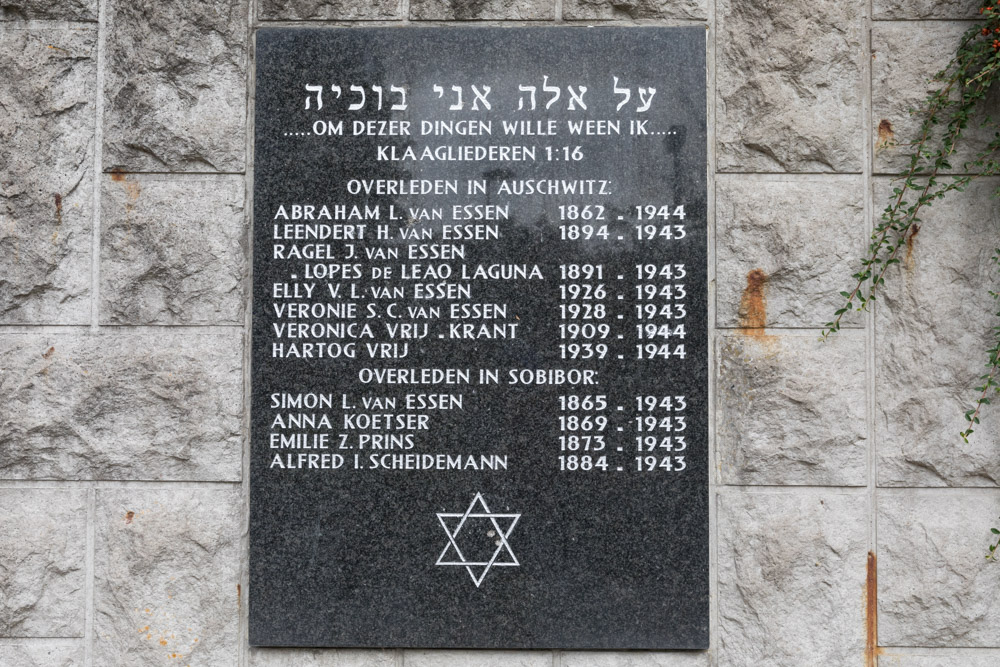 על אלה אני בוכיה
.....OM DEZER DINGEN WILLE WEEN IK.....
KLAAGLIEDEREN 1:16
OVERLEDEN IN AUSCHWITZ:
ABRAHAM L. VAN ESSEN 1862 - 1944
LEENDERT H. VAN ESSEN 1894 - 1943
RAGEL J. VAN ESSEN
- LOPES DE LEAO LAGUNA 1891 - 1943
ELLY V. L. VAN ESSEN 1926 - 1943
VERONIE S. C. VAN ESSEN 1928 - 1943
VERONICA VRIJ - KRANT 1909 - 1944
HARTOG VRIJ 1939 - 1944
OVERLEDEN IN SOBIBOR:
SIMON L. VAN ESSEN 1865 - 1943
ANNA KOETSER 1869 - 1943
EMILIE Z. PRINS 1873 - 1943
ALFRED I. SCHEIDEMANN 1884 - 1943